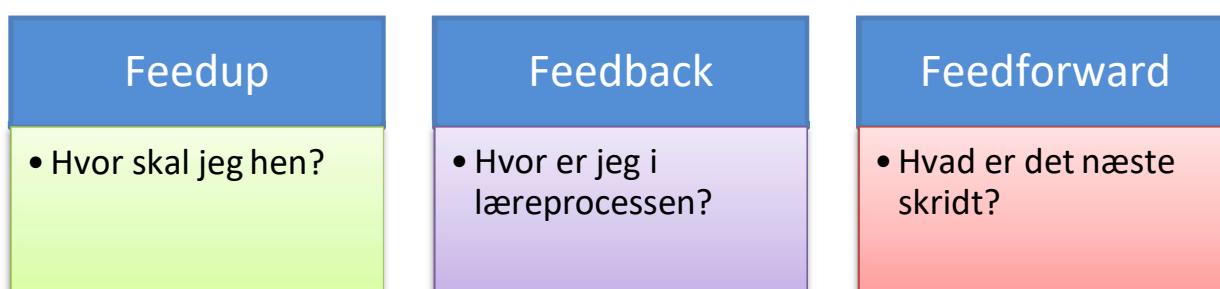 Feedup
• Hvor skal jeg hen?
Feedback
• Hvor er jeg i
læreprocessen?
Feedforward
• Hvad er det næste
skridt?